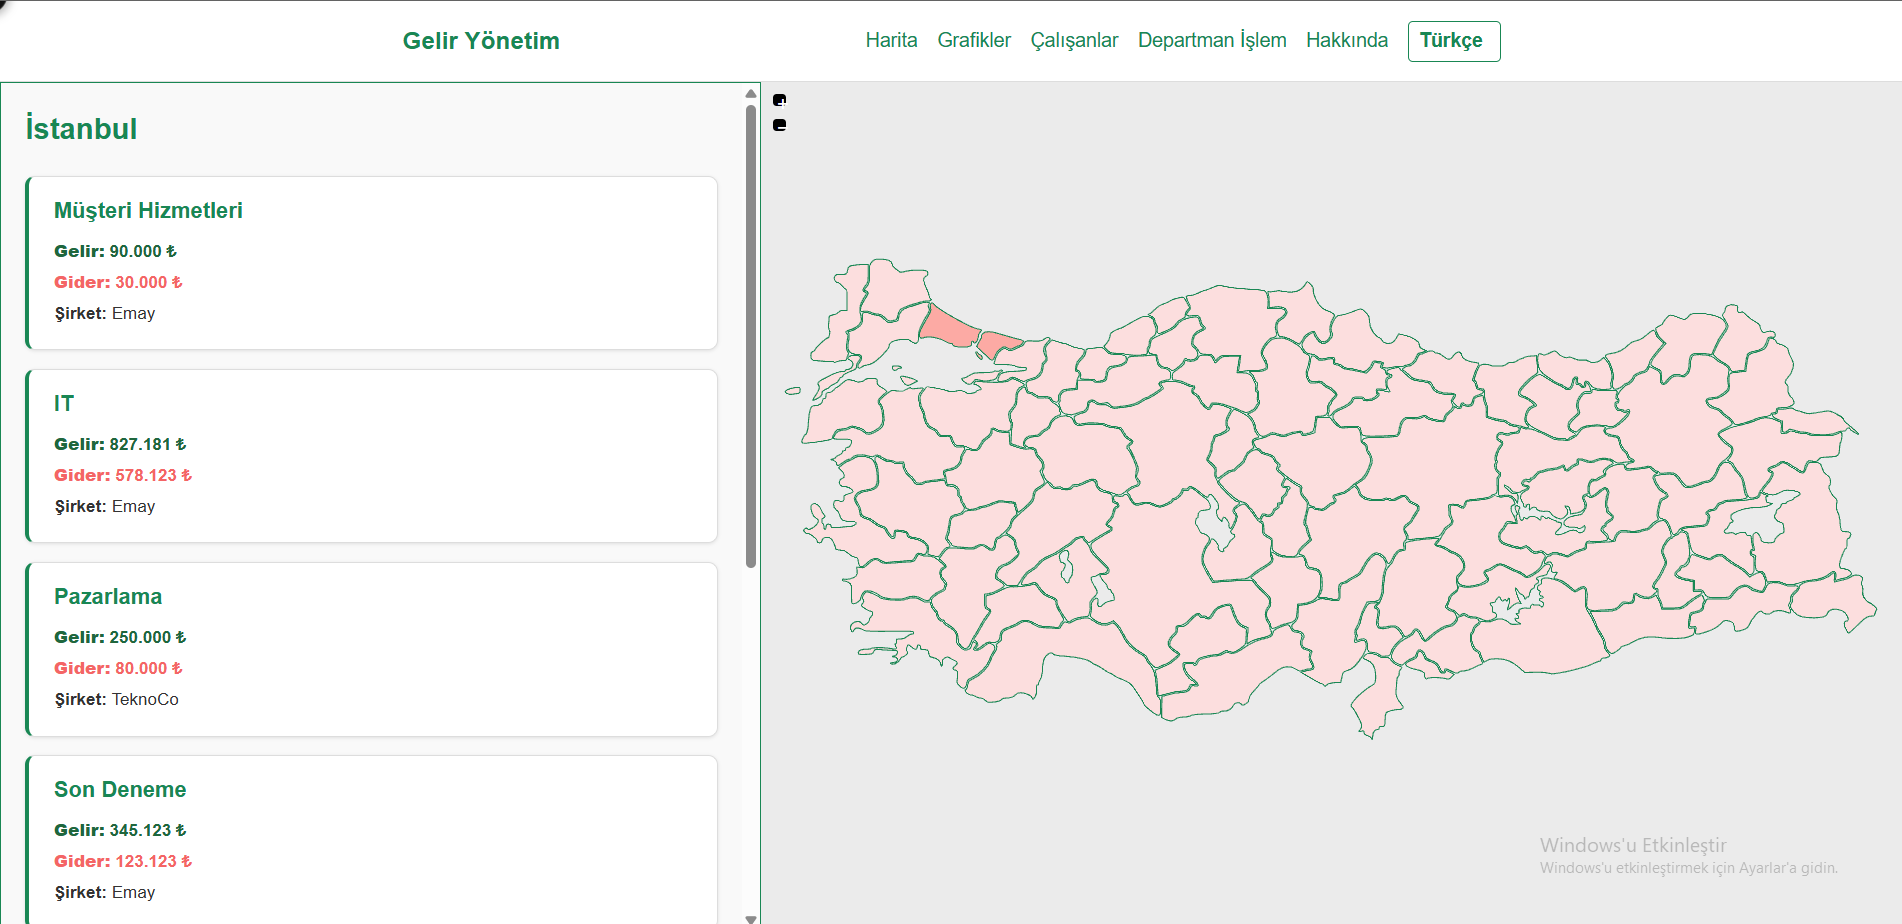 Gelir Yönetim
Harita Grafikler Çalışanlar Departman İşlem Hakkında Türkçe
İstanbul
Müşteri Hizmetleri
Gelir: 90.000 ₺
Gider: 30.000 ₺
Şirket: Emay
IT
Gelir: 827.181 ₺
Gider: 578.123 ₺
Şirket: Emay
Pazarlama
Gelir: 250.000 ₺
Gider: 80.000 ₺
Şirket: TeknoCo
Son Deneme
Gelir: 345.123 ₺
Gider: 123.123 ₺
Şirket: Emay
Windows'u Etkinleştir
Windows'u etkinleştirmek için Ayarlar'a gidin.